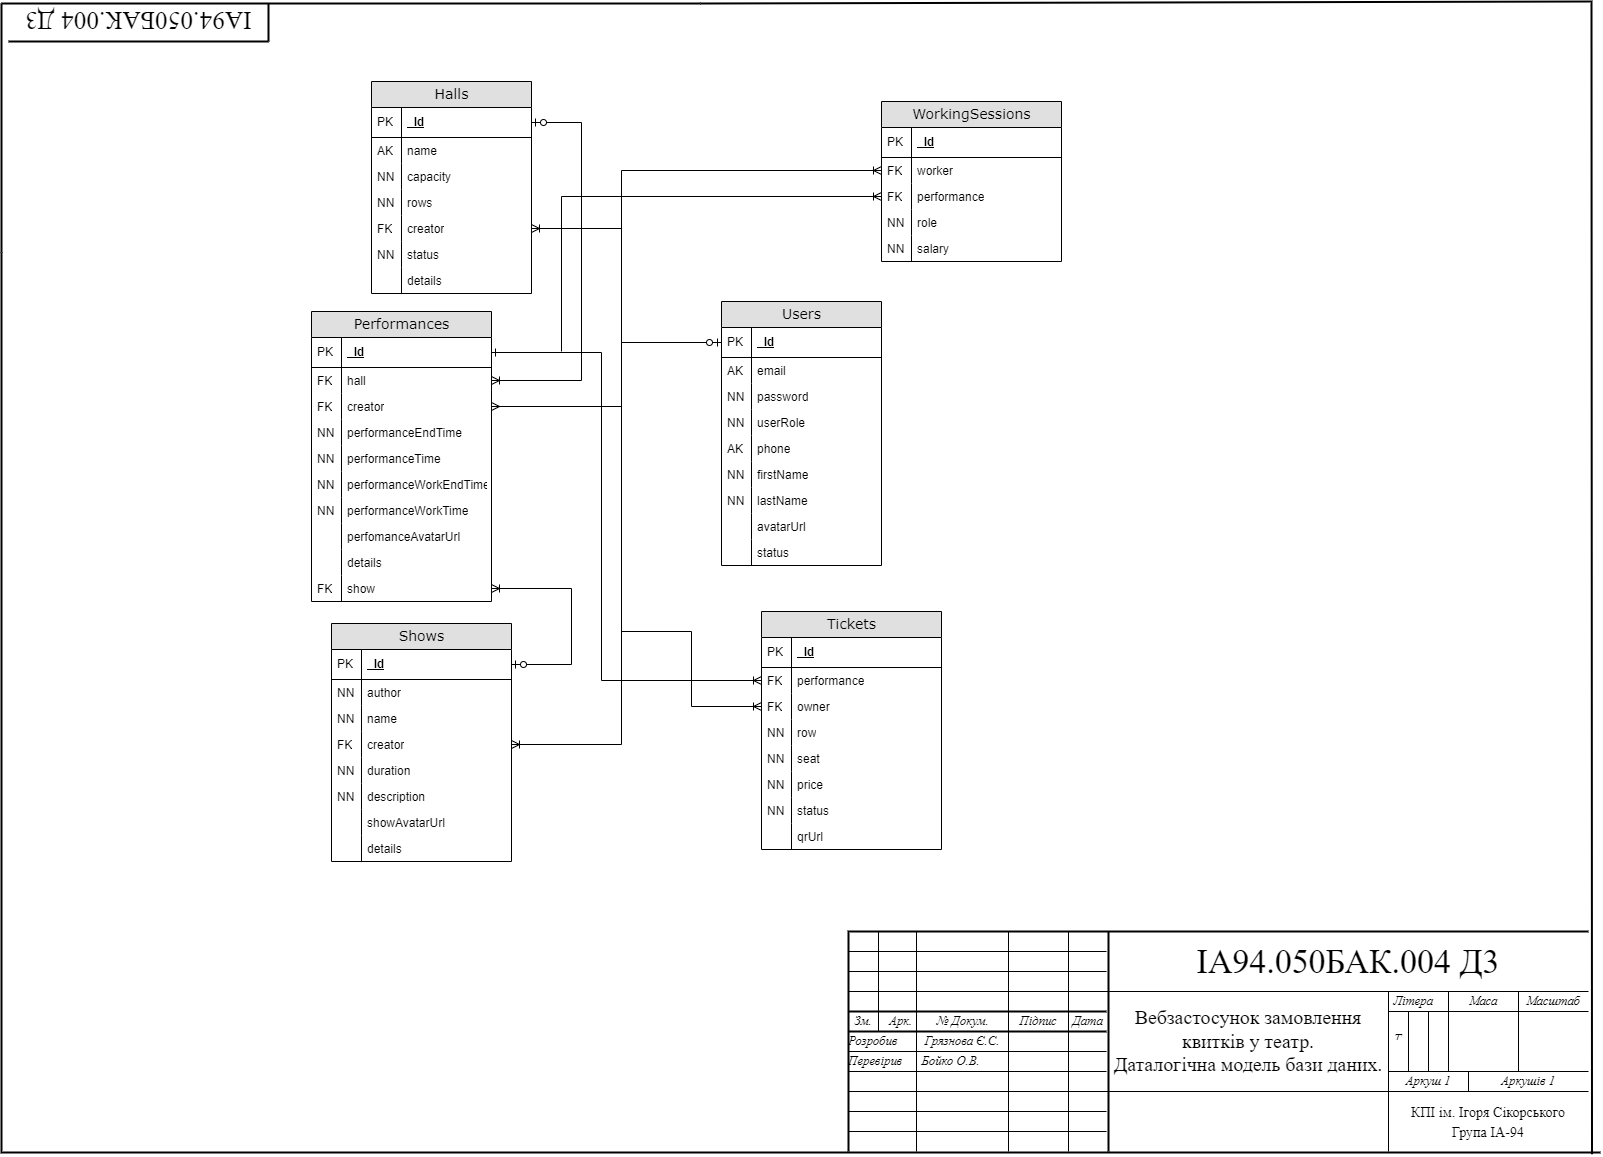 ІА94.050БАК.004 Д3
Halls
PK _Id
AK name
NN capacity
NN rows
FK creator
NN status
details
WorkingSessions
PK _Id
FK worker
FK performance
NN role
NN salary
Performances
PK _Id
FK hall
FK creator
NN performanceEndTime
NN performanceTime
NN performanceWorkEndTime
NN performanceWorkTime
perfomanceAvatarUrl
details
FK show
Users
PK _Id
AK email
NN password
NN userRole
AK phone
NN firstName
NN lastName
avatarUrl
status
Shows
PK _Id
NN author
NN name
FK creator
NN duration
NN description
showAvatarUrl
details
Tickets
PK _Id
FK performance
FK owner
NN row
NN seat
NN price
NN status
qrUrl
ІА94.050БАК.004 Д3
Зм. Арк. № Докум. Підпис Дата
Розробив Грязнова Є.С.
Перевірив Бойко О.В.
Вебзастосунок замовлення
квитків у театр.
Даталогічна модель бази даних.
Літера Маса Масштаб
Т
Аркуш 1 Аркушів 1
КПІ ім. Ігоря Сікорського
Група ІА-94